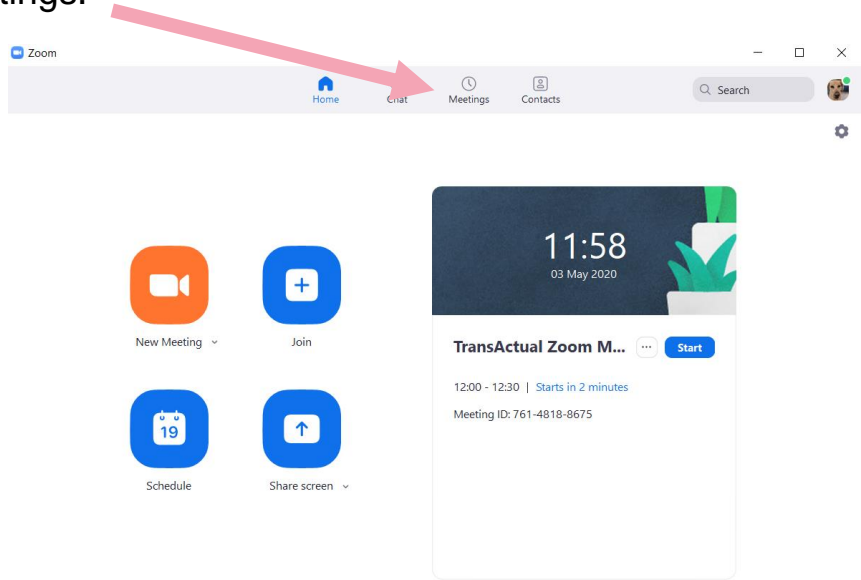 Zoom
Home
Chat
Meetings
Contacts
Search
11:58
03 May 2020
New Meeting
Join
TransActual Zoom M... ... Start
12:00 - 12:30 | Starts in 2 minutes
Meeting ID: 761-4818-8675
19
Schedule
Share screen